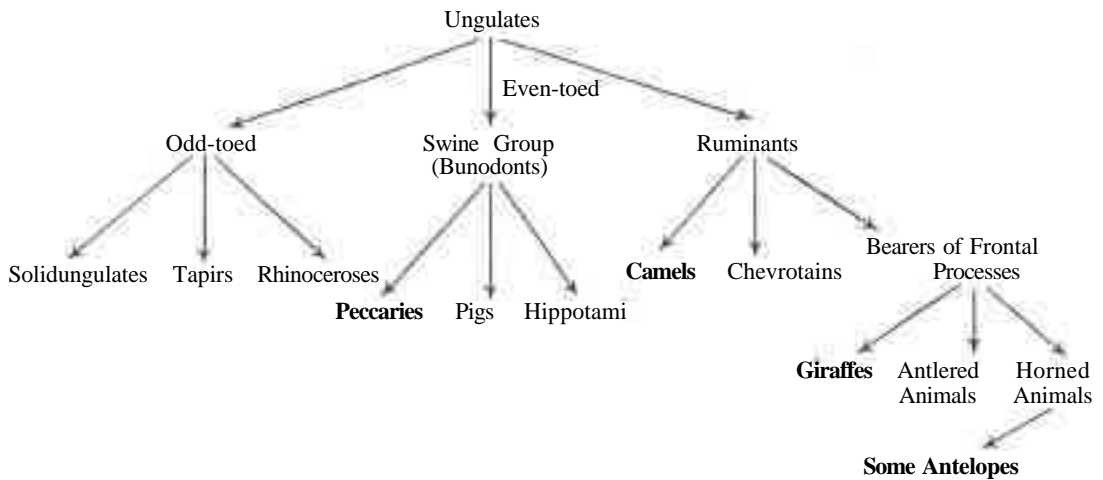 Ungulates
Even-toed
Odd-toed
Swine Group
(Bunodonts)
Ruminants
Solidungulates
Tapirs
Rhinoceroses
Peccaries
Pigs
Hippotami
Camels
Chevrotains
Bearers of Frontal
Processes
Giraffes
Antlered
Animals
Horned
Animals
Some Antelopes